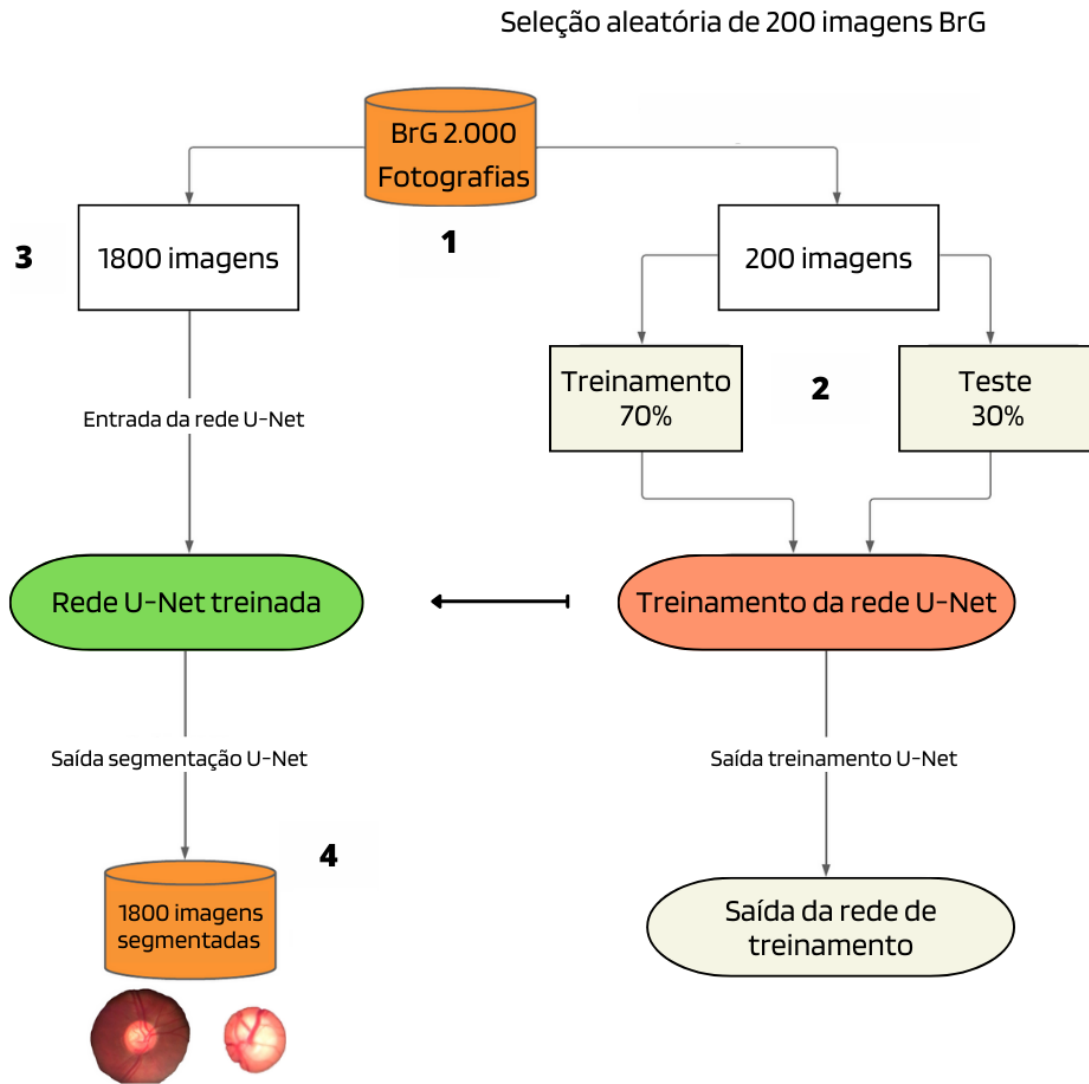 Seleção aleatória de 200 imagens BrG
BrG 2.000
Fotografias
1
3
1800 imagens
200 imagens
Treinamento
70%
2
Teste
30%
Entrada da rede U-Net
Rede U-Net treinada
Treinamento da rede U-Net
Saída segmentação U-Net
Saída treinamento U-Net
4
1800 imagens
segmentadas
Saída da rede de
treinamento